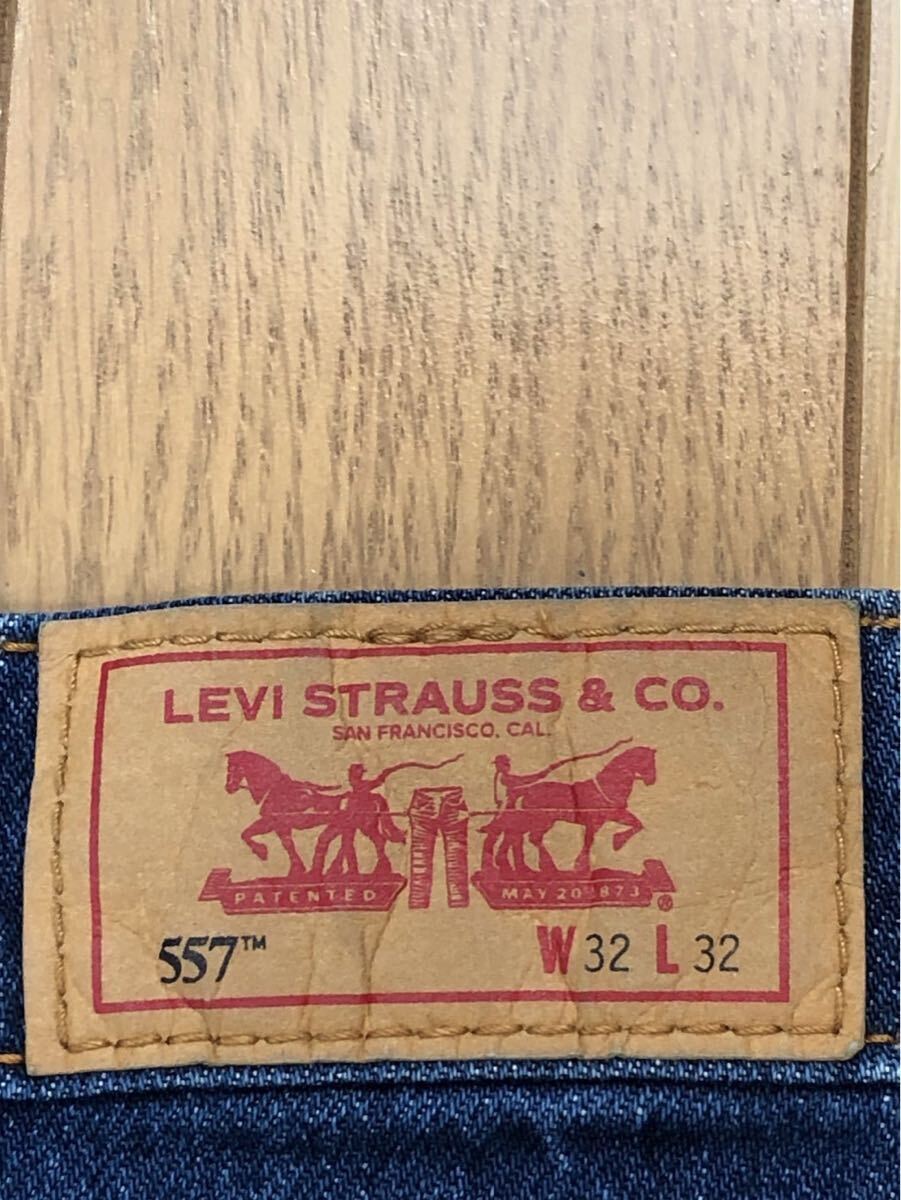 LEVI STRAUSS & CO.
SAN FRANCISCO, CAL.
PATENTED MAY 20 1873 ®
557™ W 32 L 32